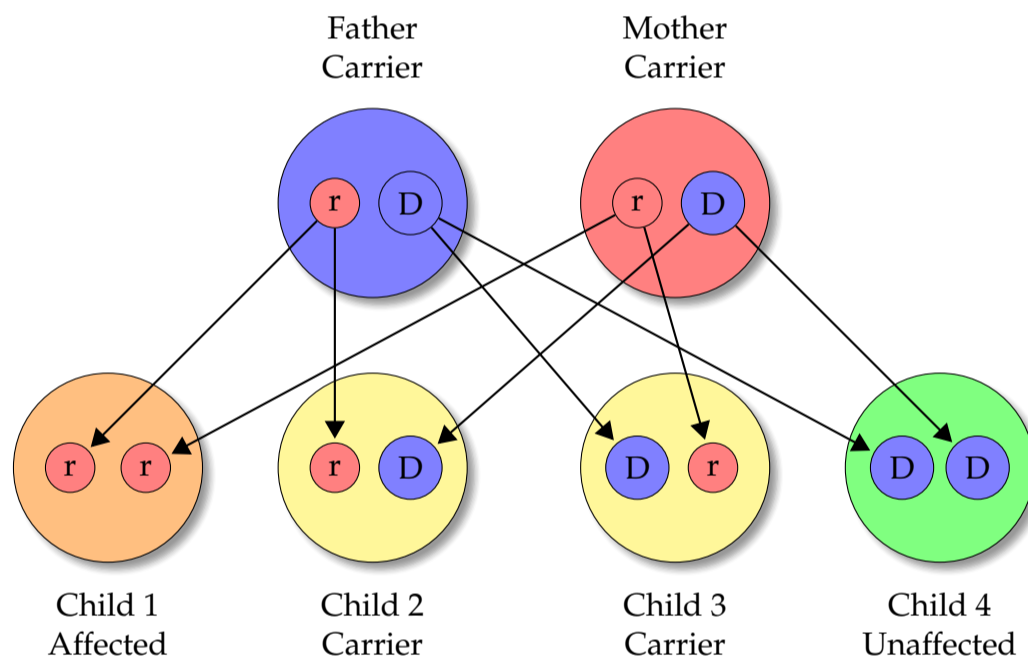 Father
Carrier
Mother
Carrier
r D
r D
r r
r D
D r
D D
Child 1
Affected
Child 2
Carrier
Child 3
Carrier
Child 4
Unaffected